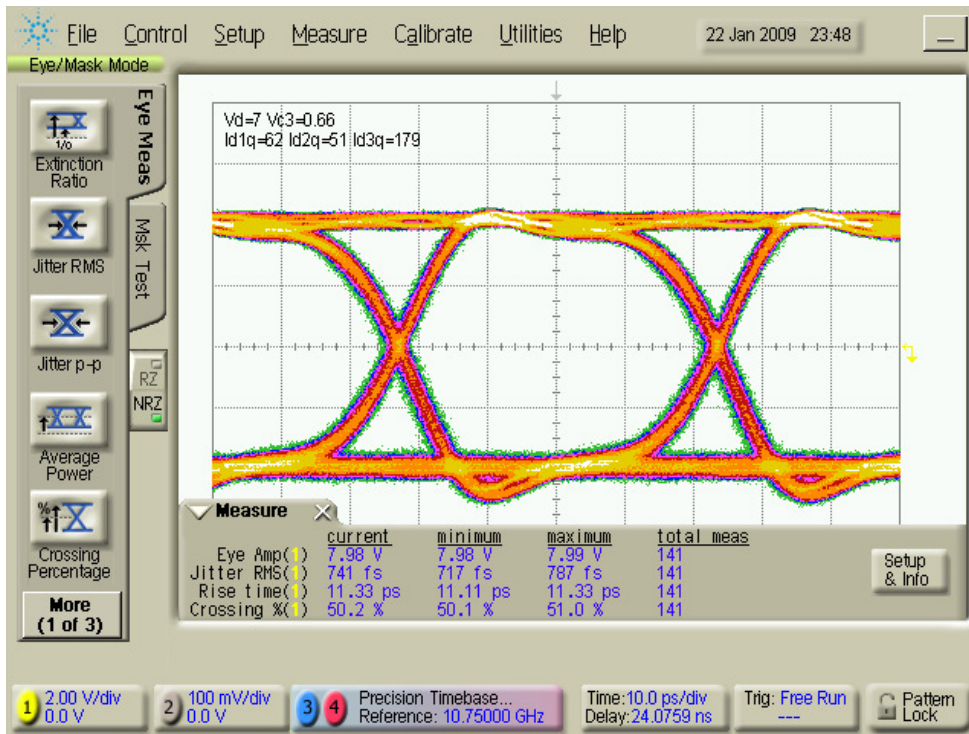 File Control Setup Measure Calibrate Utilities Help 22 Jan 2009 23:48
Eye/Mask Mode
Eye Meas
Msk Test
1/0
Extinction
Ratio
Jitter RMS
Jitter p-p
RZ
NRZ
Average
Power
%
Crossing
Percentage
More
(1 of 3)
Vd=7 Vc3=0.66
Id1q=62 Id2q=51 Id3q=179
Measure
current minimum maximum total meas
Eye Amp(1) 7.98 V 7.98 V 7.99 V 141
Jitter RMS(1) 741 fs 717 fs 787 fs 141
Rise time(1) 11.33 ps 11.11 ps 11.33 ps 141
Crossing %(1) 50.2 % 50.1 % 51.0 % 141
Setup
& Info
1 2.00 V/div
0.0 V
2 100 mV/div
0.0 V
3 4 Precision Timebase...
Reference: 10.75000 GHz
Time:10.0 ps/div
Delay:24.0759 ns
Trig: Free Run
---
Pattern
Lock